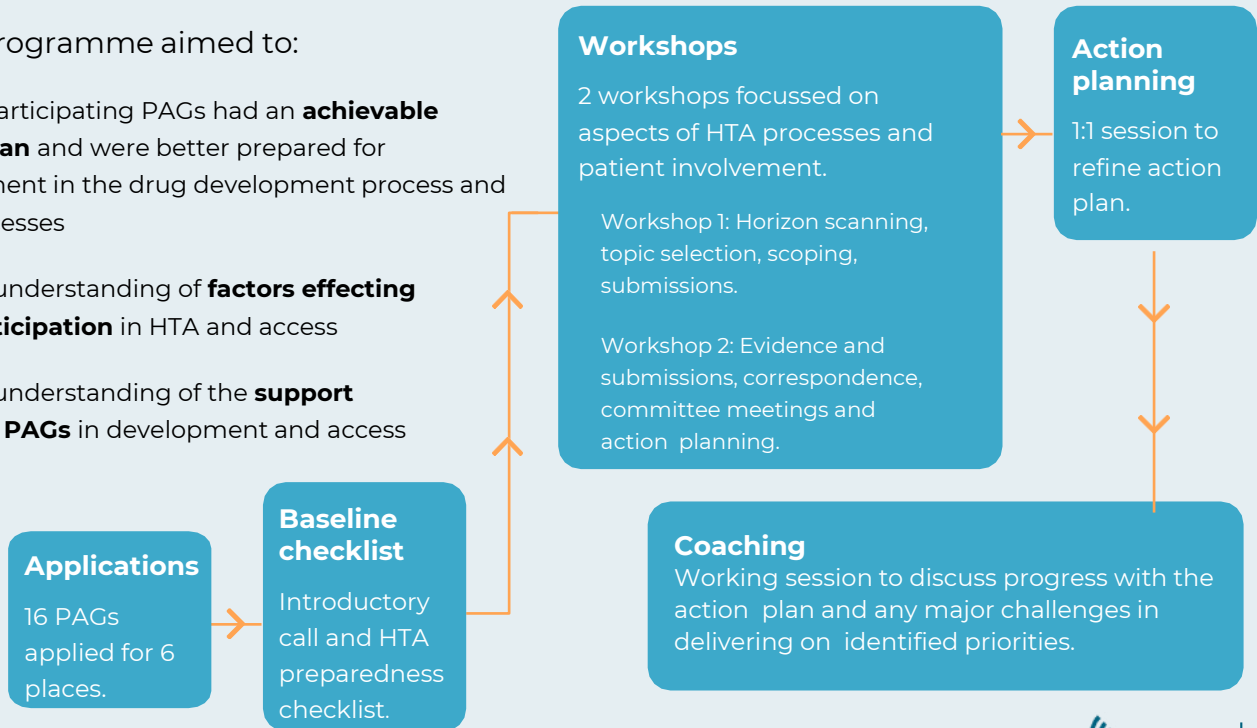 rogramme aimed to:
articipating PAGs had an achievable
an and were better prepared for
ent in the drug development process and
esses
understanding of factors effecting
ticipation in HTA and access
understanding of the support
PAGs in development and access
Applications
16 PAGs
applied for 6
places.
Baseline
checklist
Introductory
call and HTA
preparedness
checklist.
Workshops
2 workshops focussed on
aspects of HTA processes and
patient involvement.
Workshop 1: Horizon scanning,
topic selection, scoping,
submissions.
Workshop 2: Evidence and
submissions, correspondence,
committee meetings and
action planning.
Action
planning
1:1 session to
refine action
plan.
Coaching
Working session to discuss progress with the
action plan and any major challenges in
delivering on identified priorities.